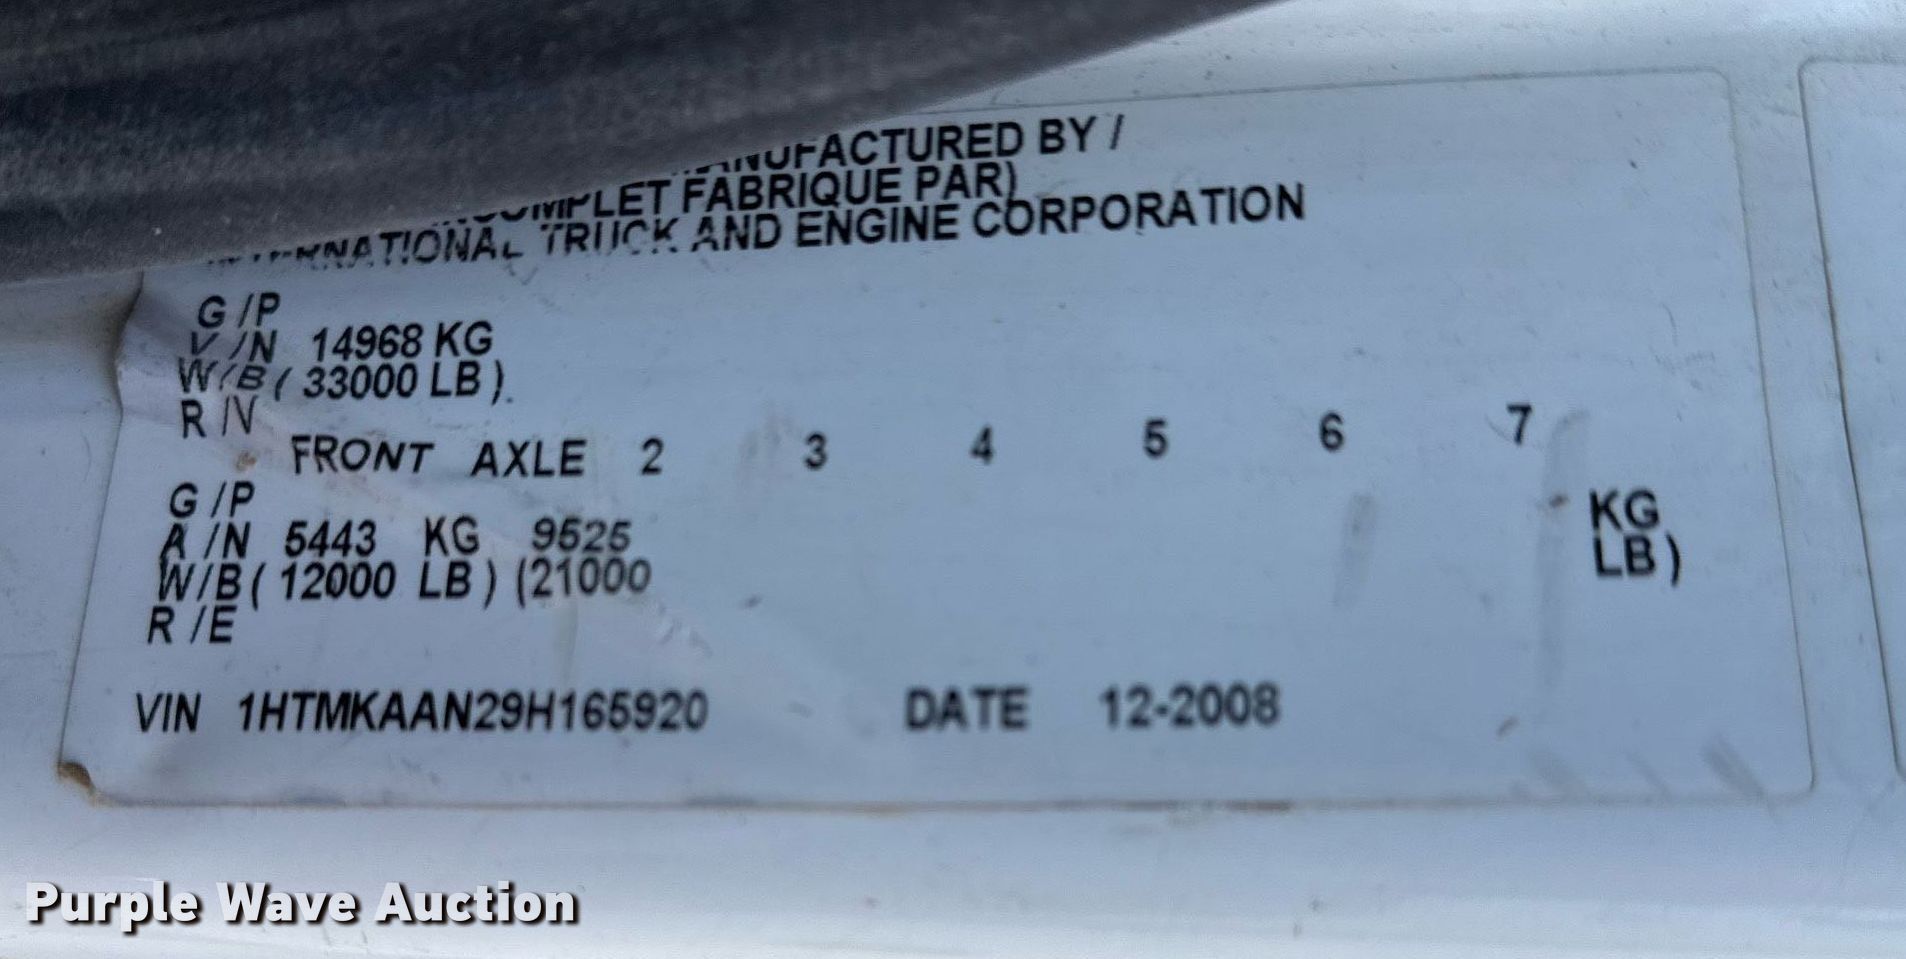 MANUFACTURED BY /
INCOMPLET FABRIQUE PAR)
INTERNATIONAL TRUCK AND ENGINE CORPORATION
G /P
V /N 14968 KG
W/B ( 33000 LB ).
R /V
FRONT AXLE 2 3 4 5 6 7
G /P
A /N 5443 KG 9525 KG
W/B ( 12000 LB ) (21000 LB )
R /E
VIN 1HTMKAAN29H165920 DATE 12-2008
Purple Wave Auction